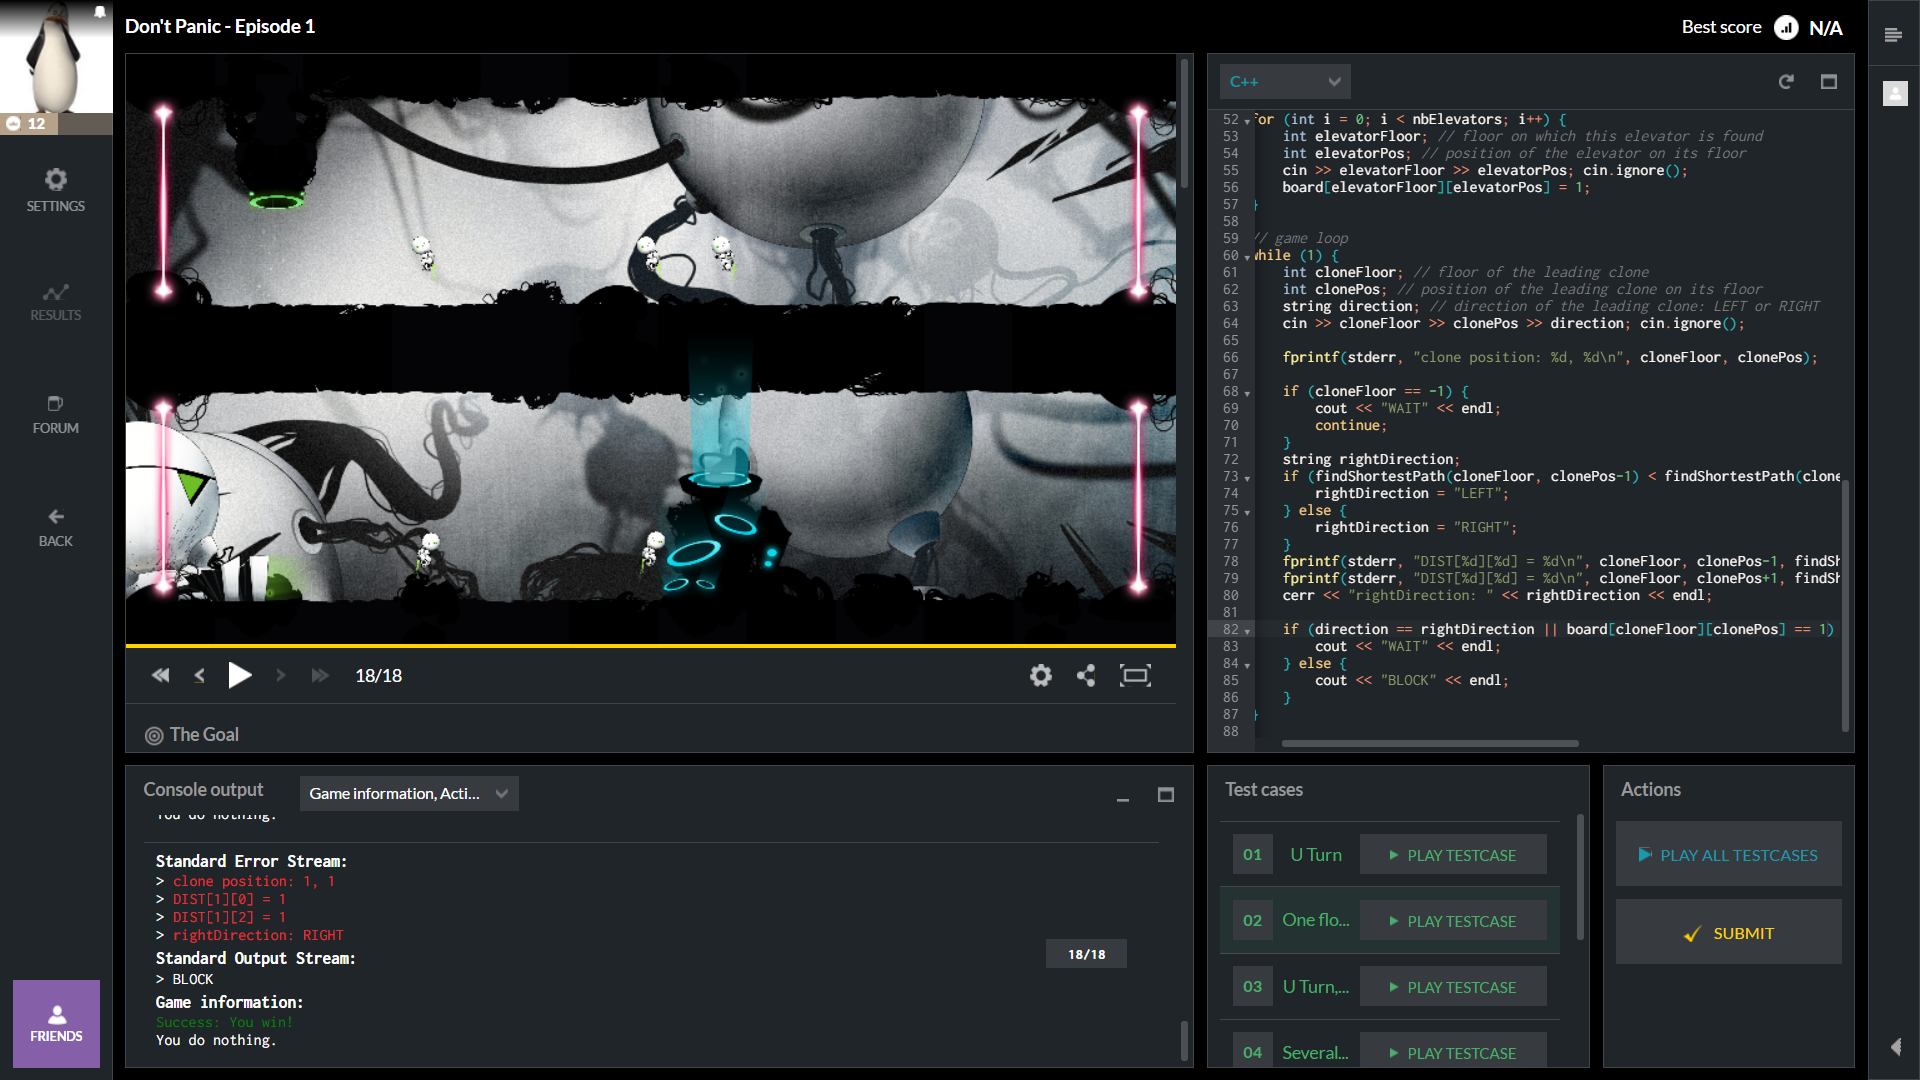 Don't Panic - Episode 1
Best score N/A
12
SETTINGS
RESULTS
FORUM
BACK
FRIENDS
18/18
The Goal
C++
52 for (int i = 0; i < nbElevators; i++) {
53 int elevatorFloor; // floor on which this elevator is found
54 int elevatorPos; // position of the elevator on its floor
55 cin >> elevatorFloor >> elevatorPos; cin.ignore();
56 board[elevatorFloor][elevatorPos] = 1;
57 }
58
59 // game loop
60 while (1) {
61 int cloneFloor; // floor of the leading clone
62 int clonePos; // position of the leading clone on its floor
63 string direction; // direction of the leading clone: LEFT or RIGHT
64 cin >> cloneFloor >> clonePos >> direction; cin.ignore();
65
66 fprintf(stderr, "clone position: %d, %d\n", cloneFloor, clonePos);
67
68 if (cloneFloor == -1) {
69 cout << "WAIT" << endl;
70 continue;
71 }
72 string rightDirection;
73 if (findShortestPath(cloneFloor, clonePos-1) < findShortestPath(clone
74 rightDirection = "LEFT";
75 } else {
76 rightDirection = "RIGHT";
77 }
78 fprintf(stderr, "DIST[%d][%d] = %d\n", cloneFloor, clonePos-1, findSh
79 fprintf(stderr, "DIST[%d][%d] = %d\n", cloneFloor, clonePos+1, findSh
80 cerr << "rightDirection: " << rightDirection << endl;
81
82 if (direction == rightDirection || board[cloneFloor][clonePos] == 1)
83 cout << "WAIT" << endl;
84 } else {
85 cout << "BLOCK" << endl;
86 }
87 }
88
Console output
Game information, Acti...
You do nothing.
Standard Error Stream:
> clone position: 1, 1
> DIST[1][0] = 1
> DIST[1][2] = 1
> rightDirection: RIGHT
Standard Output Stream:
> BLOCK
Game information:
Success: You win!
You do nothing.
18/18
Test cases
01 U Turn PLAY TESTCASE
02 One flo... PLAY TESTCASE
03 U Turn,... PLAY TESTCASE
04 Several... PLAY TESTCASE
Actions
PLAY ALL TESTCASES
SUBMIT